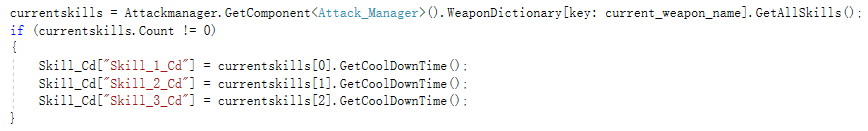 currentskills = Attackmanager.GetComponent<Attack_Manager>().WeaponDictionary[key: current_weapon_name].GetAllSkills();
if (currentskills.Count != 0)
{
    Skill_Cd["Skill_1_Cd"] = currentskills[0].GetCoolDownTime();
    Skill_Cd["Skill_2_Cd"] = currentskills[1].GetCoolDownTime();
    Skill_Cd["Skill_3_Cd"] = currentskills[2].GetCoolDownTime();
}